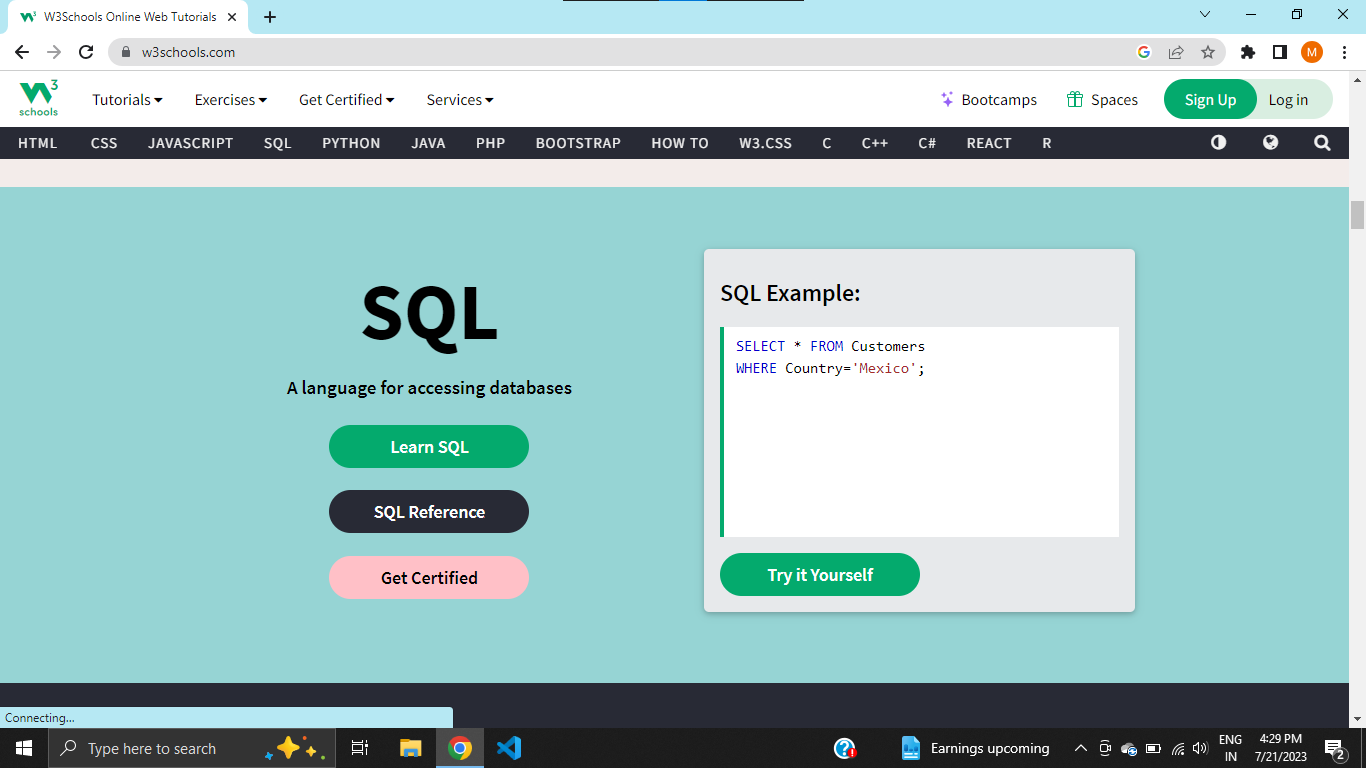 W3Schools Online Web Tutorials
w3schools.com
M
W3 schools
Tutorials Exercises Get Certified Services Bootcamps Spaces Sign Up Log in
HTML CSS JAVASCRIPT SQL PYTHON JAVA PHP BOOTSTRAP HOW TO W3.CSS C C++ C# REACT R
SQL
A language for accessing databases
Learn SQL
SQL Reference
Get Certified
SQL Example:
SELECT * FROM Customers
WHERE Country='Mexico';
Try it Yourself
Connecting...
Type here to search
Earnings upcoming
ENG
IN
4:29 PM
7/21/2023
2